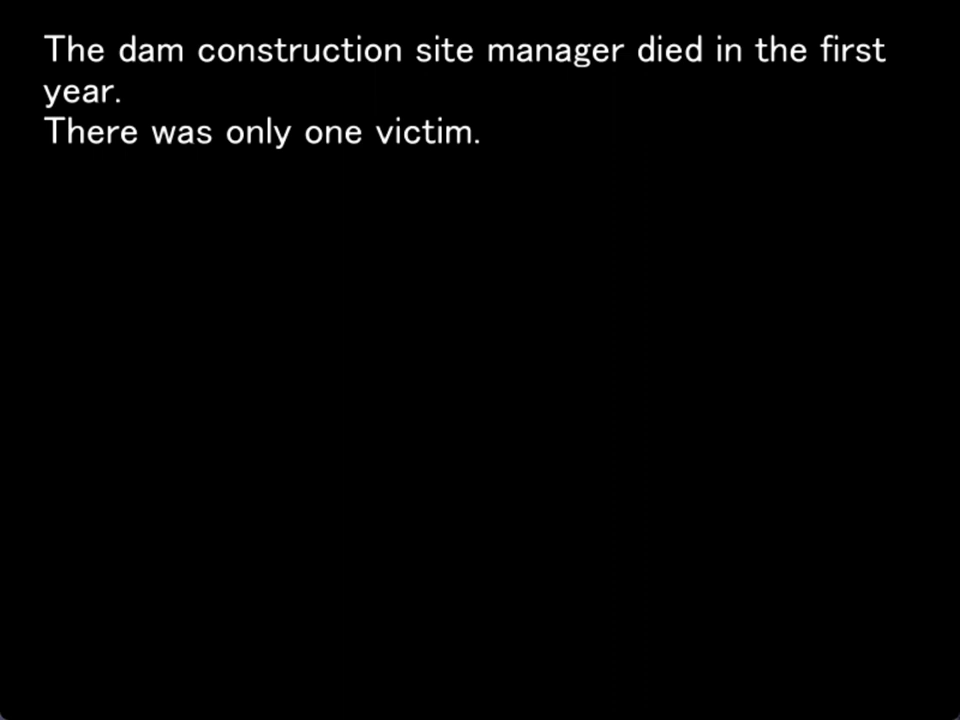 The dam construction site manager died in the first
year.
There was only one victim.